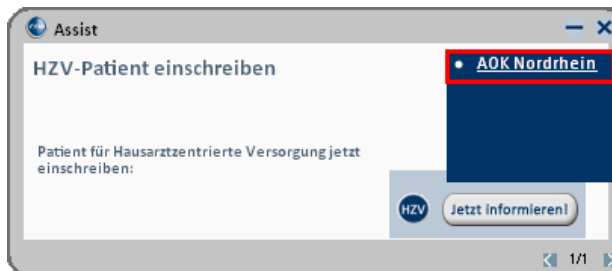 Assist
HZV-Patient einschreiben
AOK Nordrhein
Patient für Hausarztzentrierte Versorgung jetzt
einschreiben:
HZV
Jetzt Informieren!
1/1